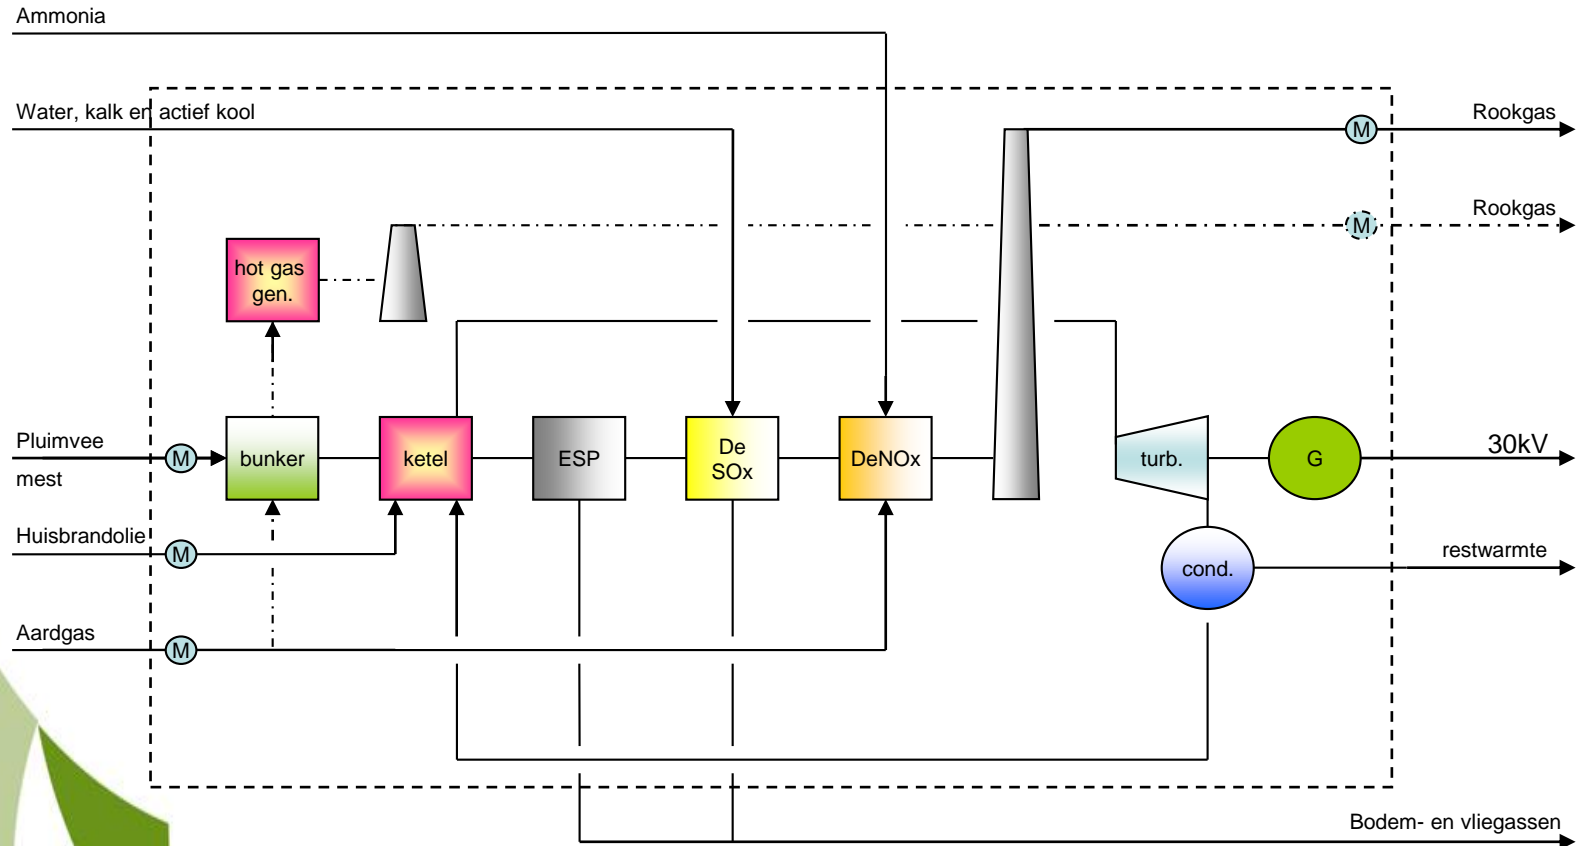 Ammonia
Water, kalk en actief kool
Rookgas
M
Rookgas
M
hot gas
gen.
Pluimvee
mest
M
bunker
ketel
ESP
De
SOx
DeNOx
turb.
G
30kV
Huisbrandolie
M
cond.
restwarmte
Aardgas
M
Bodem- en vliegassen